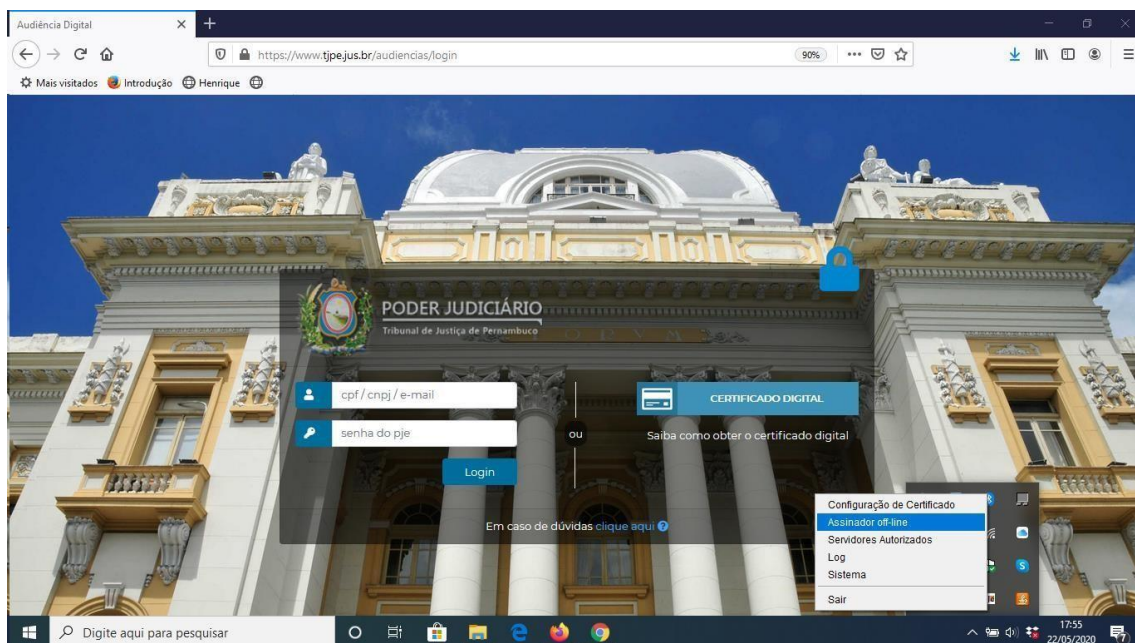 Audiência Digital
https://www.tjpe.jus.br/audiencias/login
90%
Mais visitados Introdução Henrique
PODER JUDICIÁRIO
Tribunal de Justiça de Pernambuco
cpf / cnpj / e-mail
CERTIFICADO DIGITAL
senha do pje
ou
Saiba como obter o certificado digital
Login
Em caso de dúvidas clique aqui ?
Configuração de Certificado
Assinador off-line
Servidores Autorizados
Log
Sistema
Sair
Digite aqui para pesquisar
17:55
22/05/2020